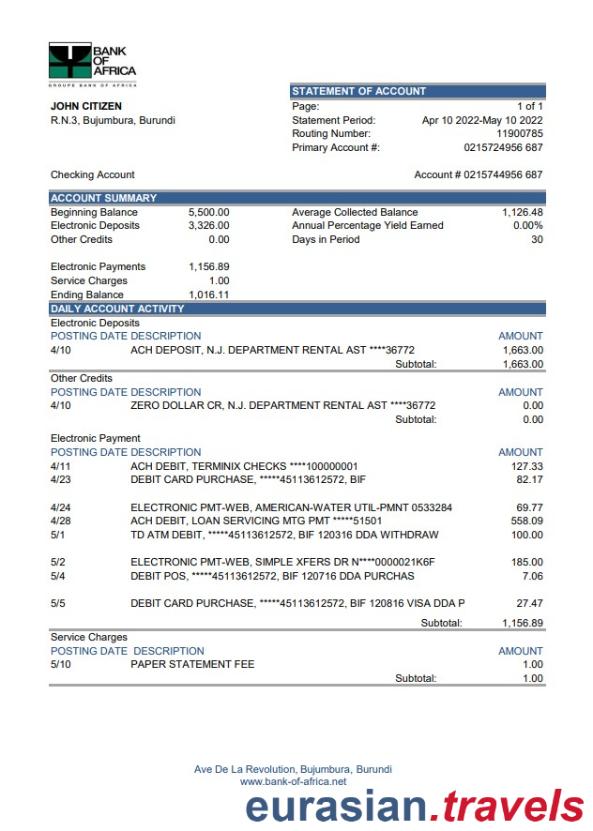 BANK
OF
AFRICA
GROUPE BANK OF AFRICA
JOHN CITIZEN
R.N.3, Bujumbura, Burundi
STATEMENT OF ACCOUNT
Page: 1 of 1
Statement Period: Apr 10 2022-May 10 2022
Routing Number: 11900785
Primary Account #: 0215724956 687
Checking Account Account # 0215744956 687
ACCOUNT SUMMARY
Beginning Balance 5,500.00 Average Collected Balance 1,126.48
Electronic Deposits 3,326.00 Annual Percentage Yield Earned 0.00%
Other Credits 0.00 Days in Period 30
Electronic Payments 1,156.89
Service Charges 1.00
Ending Balance 1,016.11
DAILY ACCOUNT ACTIVITY
Electronic Deposits
POSTING DATE DESCRIPTION AMOUNT
4/10 ACH DEPOSIT, N.J. DEPARTMENT RENTAL AST ****36772 1,663.00
Subtotal: 1,663.00
Other Credits
POSTING DATE DESCRIPTION AMOUNT
4/10 ZERO DOLLAR CR, N.J. DEPARTMENT RENTAL AST ****36772 0.00
Subtotal: 0.00
Electronic Payment
POSTING DATE DESCRIPTION AMOUNT
4/11 ACH DEBIT, TERMINIX CHECKS ****100000001 127.33
4/23 DEBIT CARD PURCHASE, *****45113612572, BIF 82.17
4/24 ELECTRONIC PMT-WEB, AMERICAN-WATER UTIL-PMNT 0533284 69.77
4/28 ACH DEBIT, LOAN SERVICING MTG PMT *****51501 558.09
5/1 TD ATM DEBIT, *****45113612572, BIF 120316 DDA WITHDRAW 100.00
5/2 ELECTRONIC PMT-WEB, SIMPLE XFERS DR N****0000021K6F 185.00
5/4 DEBIT POS, *****45113612572, BIF 120716 DDA PURCHAS 7.06
5/5 DEBIT CARD PURCHASE, *****45113612572, BIF 120816 VISA DDA P 27.47
Subtotal: 1,156.89
Service Charges
POSTING DATE DESCRIPTION AMOUNT
5/10 PAPER STATEMENT FEE 1.00
Subtotal: 1.00
Ave De La Revolution, Bujumbura, Burundi
www.bank-of-africa.net
eurasian.travels